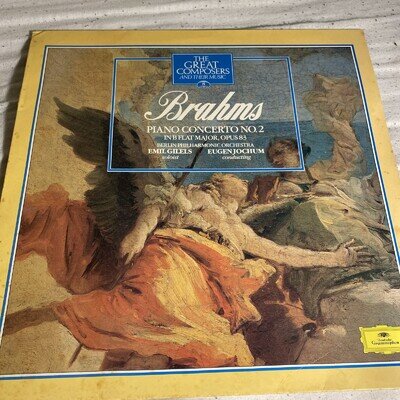 THE
GREAT
COMPOSERS
AND THEIR MUSIC
Brahms
PIANO CONCERTO NO. 2
IN B FLAT MAJOR, OPUS 83
BERLIN PHILHARMONIC ORCHESTRA
EMIL GILELS EUGEN JOCHUM
soloist conducting
Deutsche
Grammophon